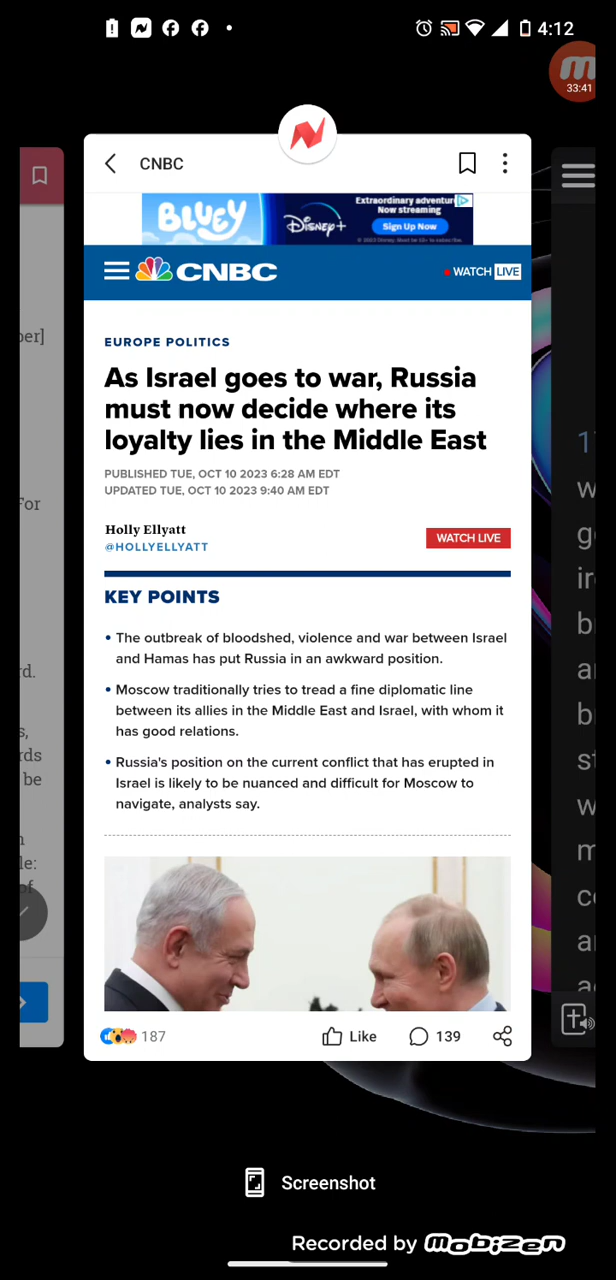 4:12
33:41
CNBC
BLUEY
Disney+
Extraordinary adventur
Now streaming
Sign Up Now
CNBC
WATCH LIVE
EUROPE POLITICS
As Israel goes to war, Russia
must now decide where its
loyalty lies in the Middle East
PUBLISHED TUE, OCT 10 2023 6:28 AM EDT
UPDATED TUE, OCT 10 2023 9:40 AM EDT
Holly Ellyatt
@HOLLYELLYATT
WATCH LIVE
KEY POINTS
• The outbreak of bloodshed, violence and war between Israel
and Hamas has put Russia in an awkward position.
• Moscow traditionally tries to tread a fine diplomatic line
between its allies in the Middle East and Israel, with whom it
has good relations.
• Russia's position on the current conflict that has erupted in
Israel is likely to be nuanced and difficult for Moscow to
navigate, analysts say.
187
Like
139
Screenshot
Recorded by mobizen